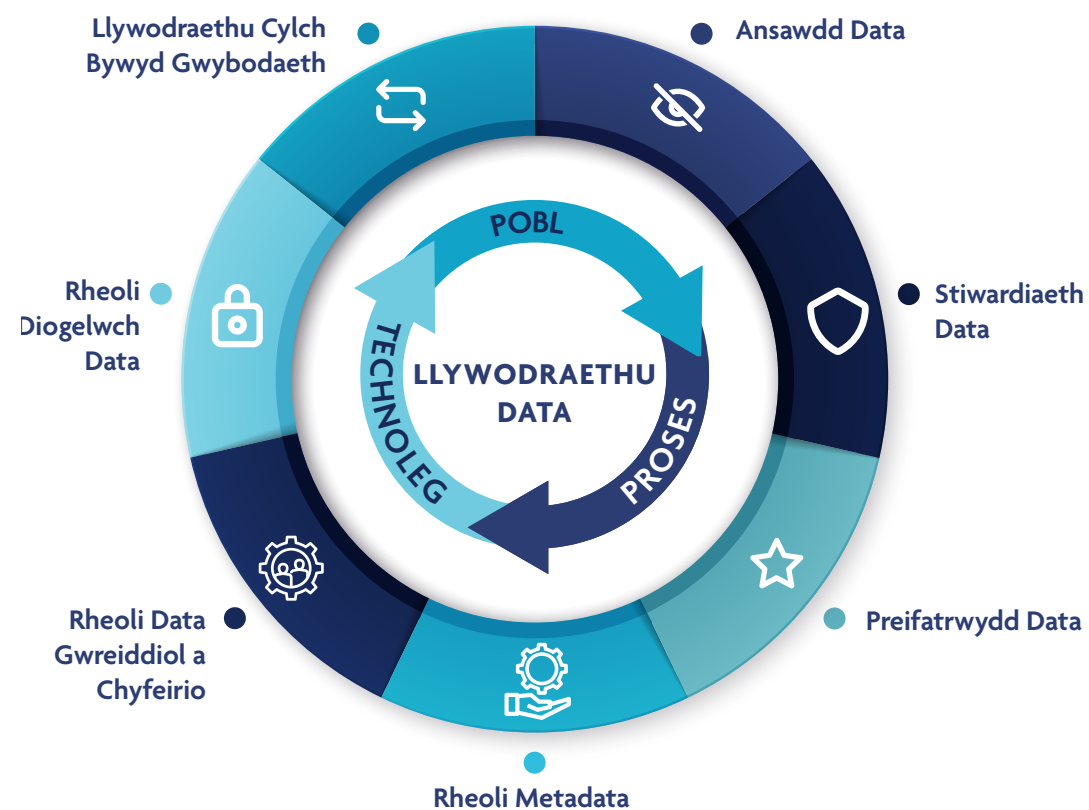 Llywodraethu Cylch
Bywyd Gwybodaeth
Ansawdd Data
Rheoli
Diogelwch
Data
Stiwardiaeth
Data
POBL
PROSES
TECHNOLEG
LLYWODRAETHU
DATA
Rheoli Data
Gwreiddiol a
Chyfeirio
Preifatrwydd Data
Rheoli Metadata